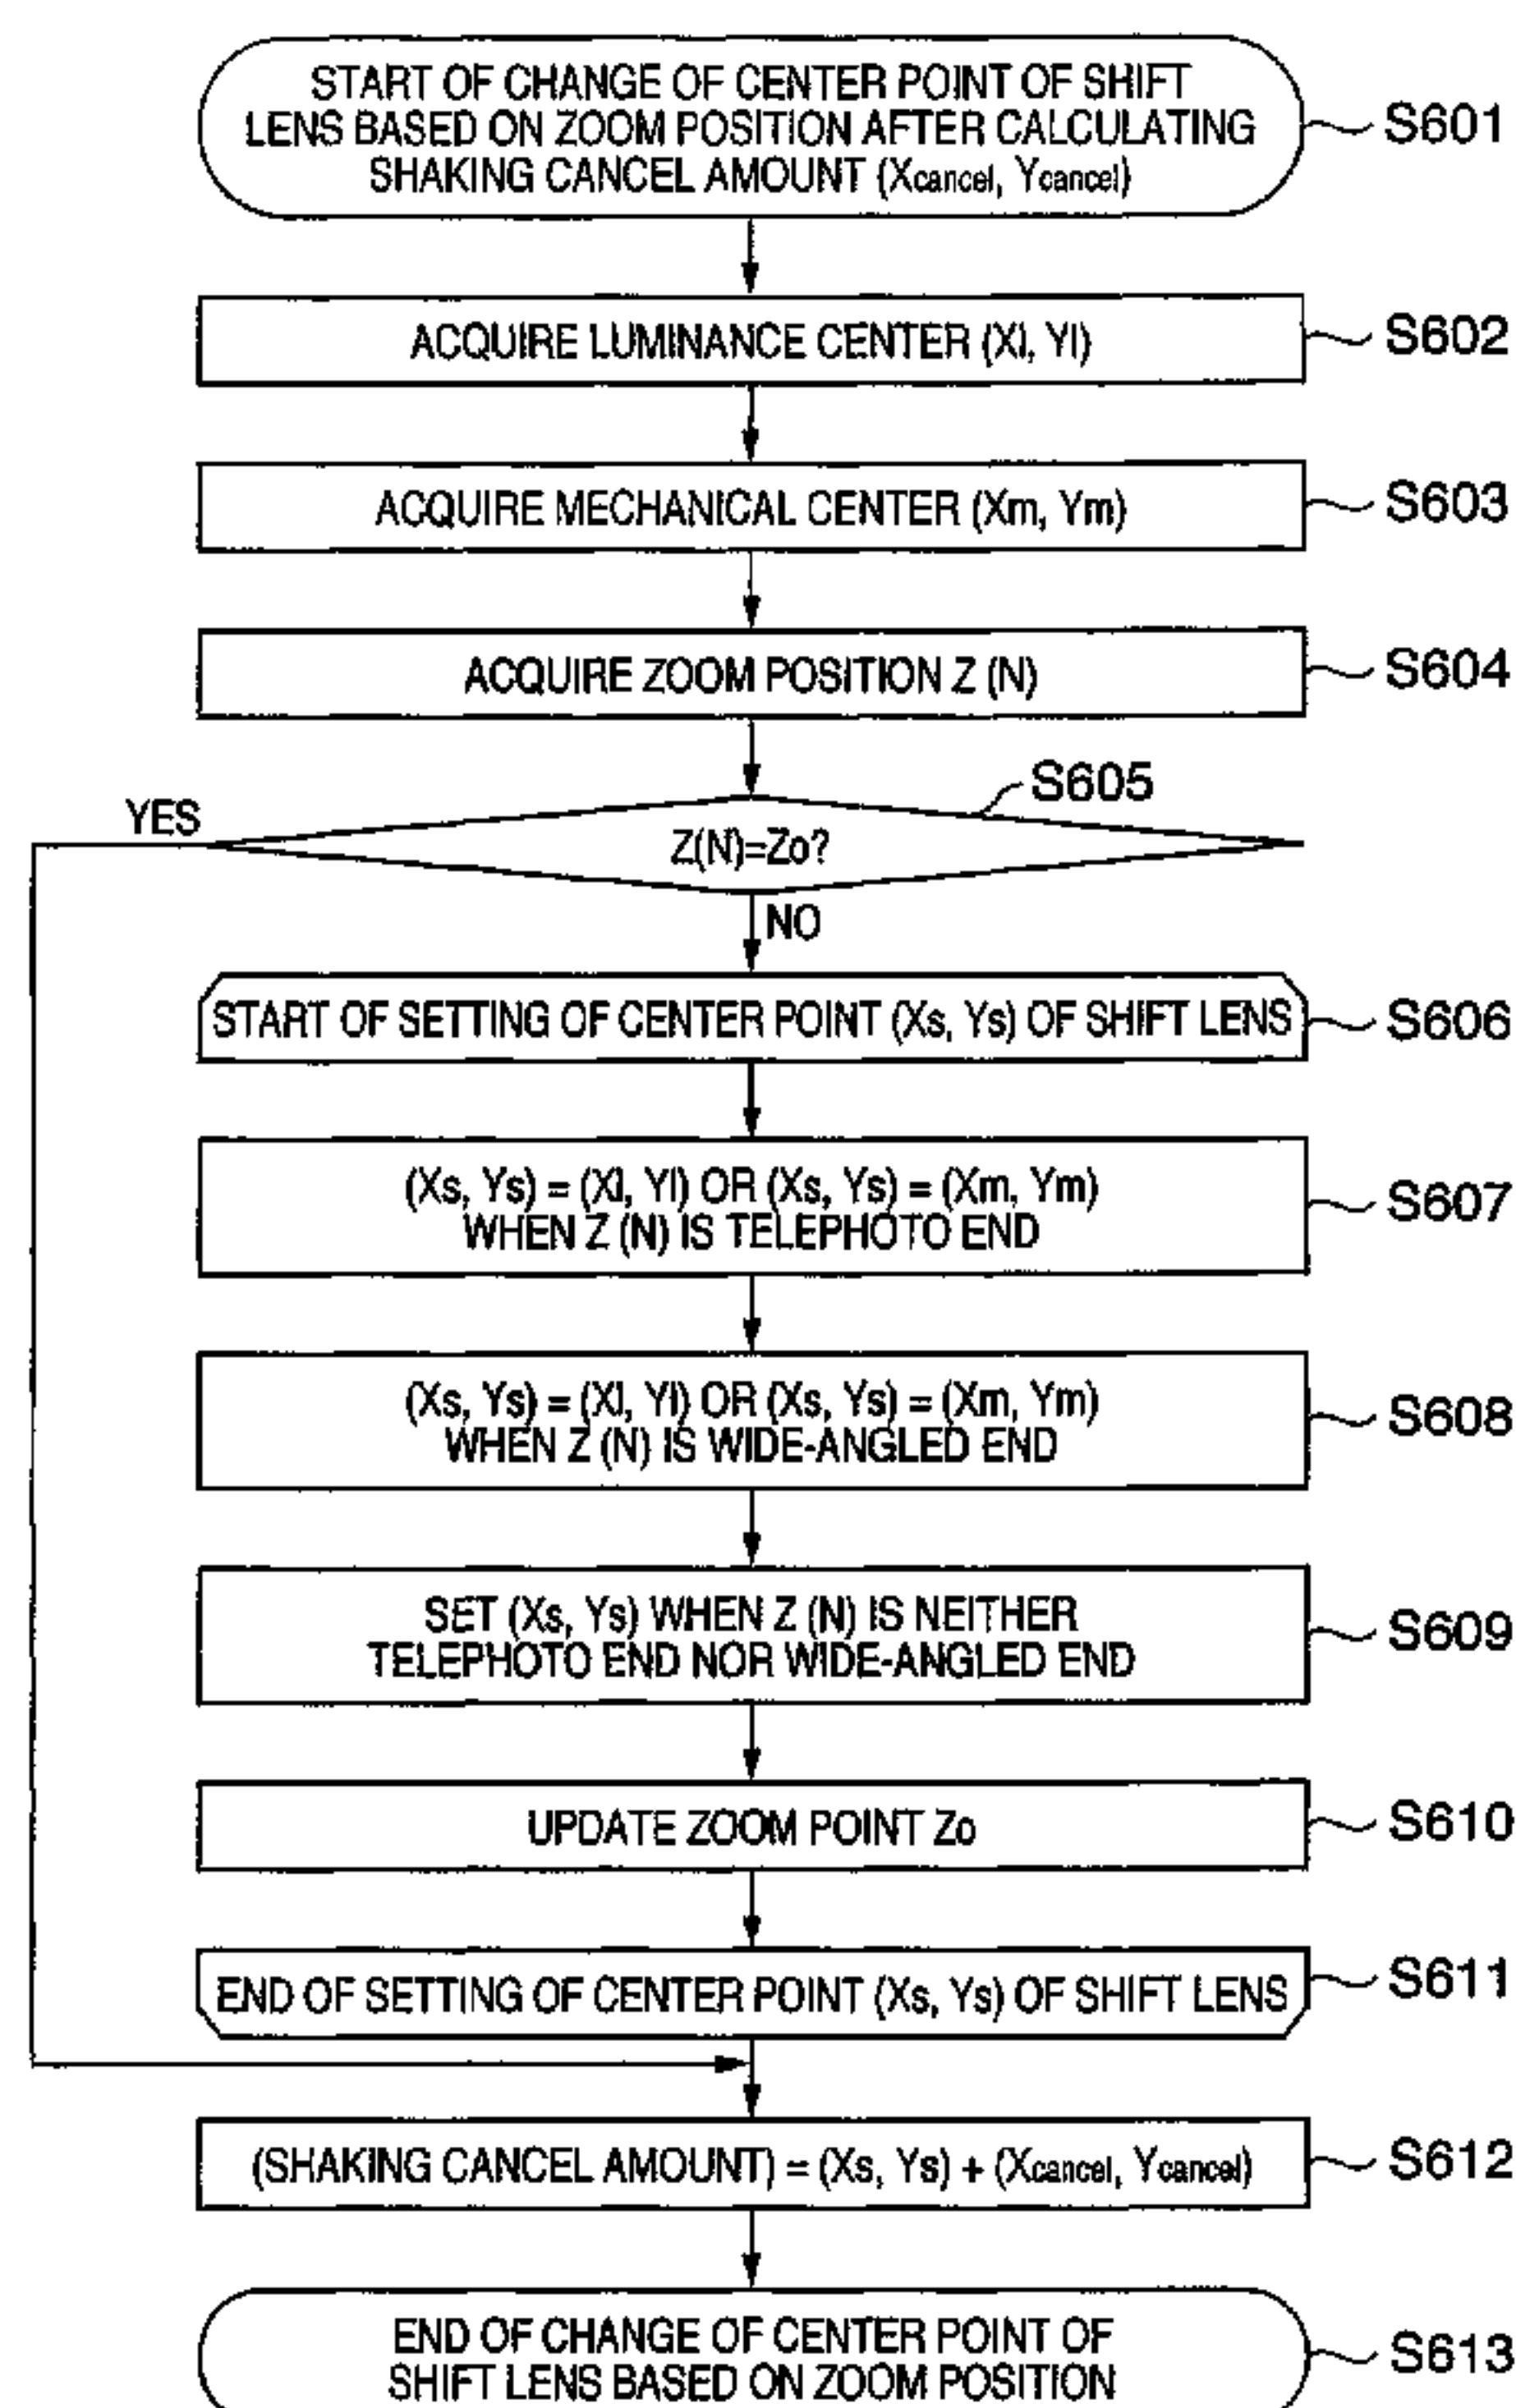 START OF CHANGE OF CENTER POINT OF SHIFT
LENS BASED ON ZOOM POSITION AFTER CALCULATING
SHAKING CANCEL AMOUNT (Xcancel, Ycancel)
S601
ACQUIRE LUMINANCE CENTER (Xl, Yl)
S602
ACQUIRE MECHANICAL CENTER (Xm, Ym)
S603
ACQUIRE ZOOM POSITION Z (N)
S604
S605
YES
Z(N)=Zo?
NO
START OF SETTING OF CENTER POINT (Xs, Ys) OF SHIFT LENS
S606
(Xs, Ys) = (Xl, Yl) OR (Xs, Ys) = (Xm, Ym)
WHEN Z (N) IS TELEPHOTO END
S607
(Xs, Ys) = (Xl, Yl) OR (Xs, Ys) = (Xm, Ym)
WHEN Z (N) IS WIDE-ANGLED END
S608
SET (Xs, Ys) WHEN Z (N) IS NEITHER
TELEPHOTO END NOR WIDE-ANGLED END
S609
UPDATE ZOOM POINT Zo
S610
END OF SETTING OF CENTER POINT (Xs, Ys) OF SHIFT LENS
S611
(SHAKING CANCEL AMOUNT) = (Xs, Ys) + (Xcancel, Ycancel)
S612
END OF CHANGE OF CENTER POINT OF
SHIFT LENS BASED ON ZOOM POSITION
S613